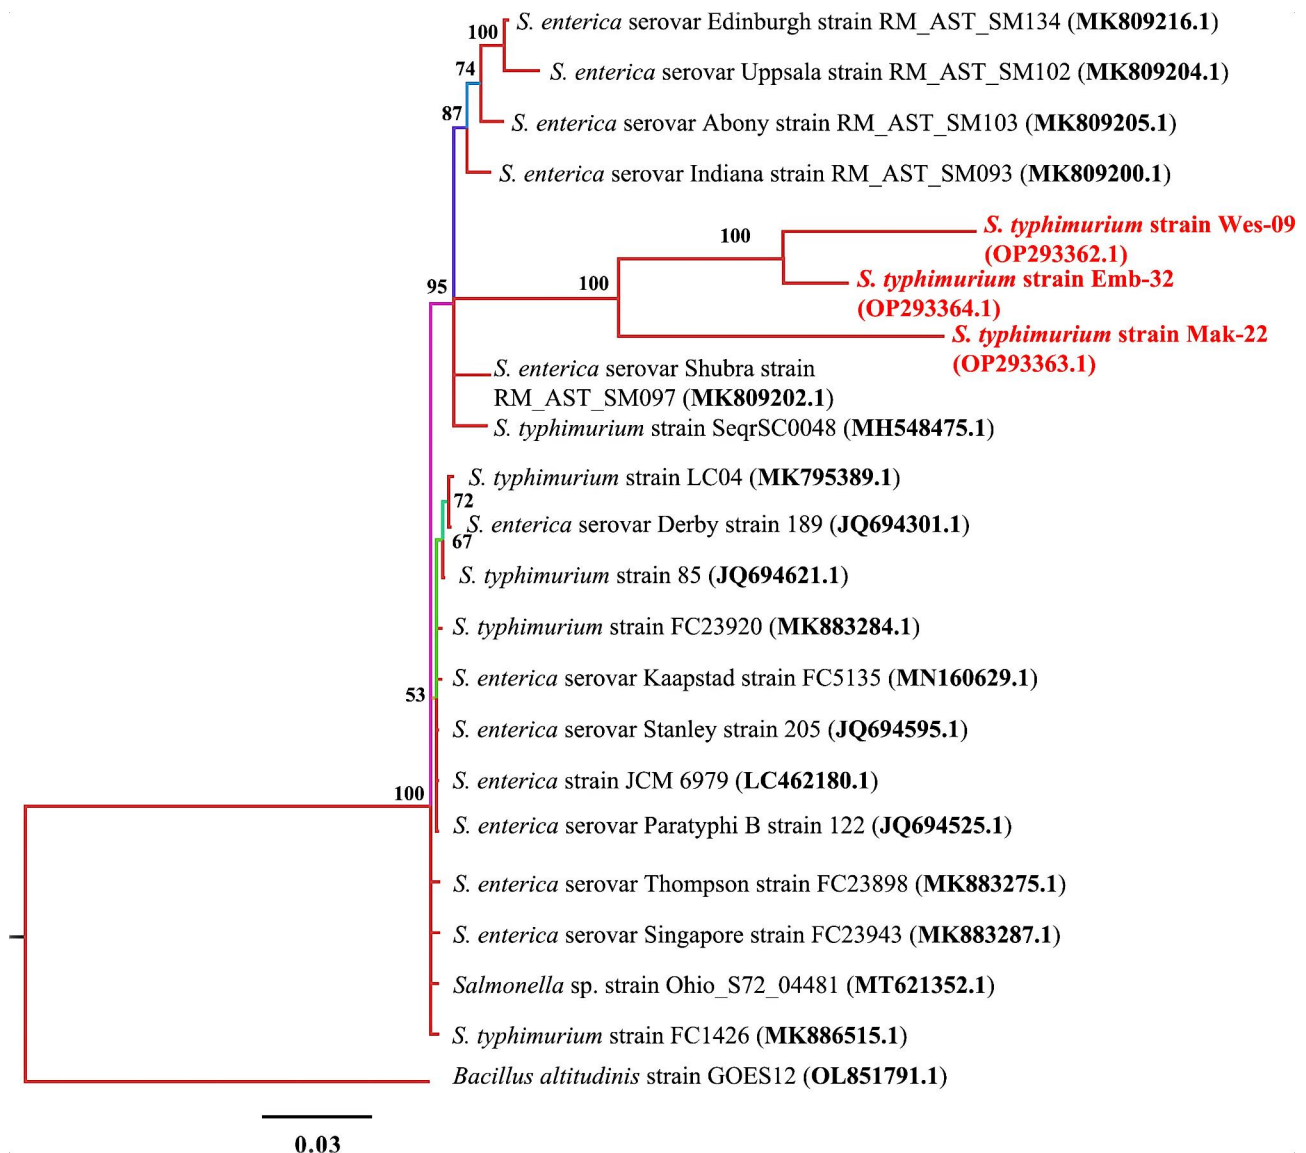 S. enterica serovar Edinburgh strain RM_AST_SM134 (MK809216.1)
100
S. enterica serovar Uppsala strain RM_AST_SM102 (MK809204.1)
74
87
S. enterica serovar Abony strain RM_AST_SM103 (MK809205.1)
S. enterica serovar Indiana strain RM_AST_SM093 (MK809200.1)
S. typhimurium strain Wes-09
(OP293362.1)
100
S. typhimurium strain Emb-32
(OP293364.1)
100
95
S. typhimurium strain Mak-22
(OP293363.1)
S. enterica serovar Shubra strain
RM_AST_SM097 (MK809202.1)
S. typhimurium strain SeqrSC0048 (MH548475.1)
S. typhimurium strain LC04 (MK795389.1)
72
S. enterica serovar Derby strain 189 (JQ694301.1)
67
S. typhimurium strain 85 (JQ694621.1)
S. typhimurium strain FC23920 (MK883284.1)
S. enterica serovar Kaapstad strain FC5135 (MN160629.1)
53
S. enterica serovar Stanley strain 205 (JQ694595.1)
S. enterica strain JCM 6979 (LC462180.1)
100
S. enterica serovar Paratyphi B strain 122 (JQ694525.1)
S. enterica serovar Thompson strain FC23898 (MK883275.1)
S. enterica serovar Singapore strain FC23943 (MK883287.1)
Salmonella sp. strain Ohio_S72_04481 (MT621352.1)
S. typhimurium strain FC1426 (MK886515.1)
Bacillus altitudinis strain GOES12 (OL851791.1)
0.03